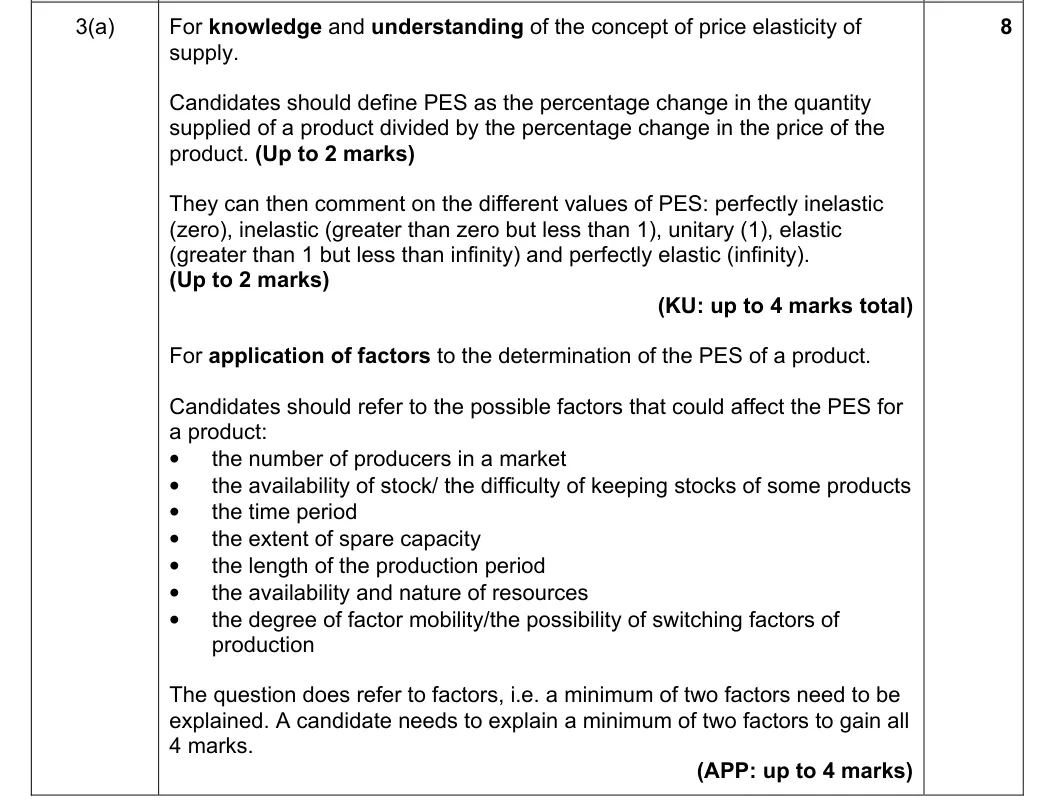 3(a)
For knowledge and understanding of the concept of price elasticity of
supply.
8
Candidates should define PES as the percentage change in the quantity
supplied of a product divided by the percentage change in the price of the
product. (Up to 2 marks)
They can then comment on the different values of PES: perfectly inelastic
(zero), inelastic (greater than zero but less than 1), unitary (1), elastic
(greater than 1 but less than infinity) and perfectly elastic (infinity).
(Up to 2 marks)
(KU: up to 4 marks total)
For application of factors to the determination of the PES of a product.
Candidates should refer to the possible factors that could affect the PES for
a product:
• the number of producers in a market
• the availability of stock/ the difficulty of keeping stocks of some products
• the time period
• the extent of spare capacity
• the length of the production period
• the availability and nature of resources
• the degree of factor mobility/the possibility of switching factors of
production
The question does refer to factors, i.e. a minimum of two factors need to be
explained. A candidate needs to explain a minimum of two factors to gain all
4 marks.
(APP: up to 4 marks)